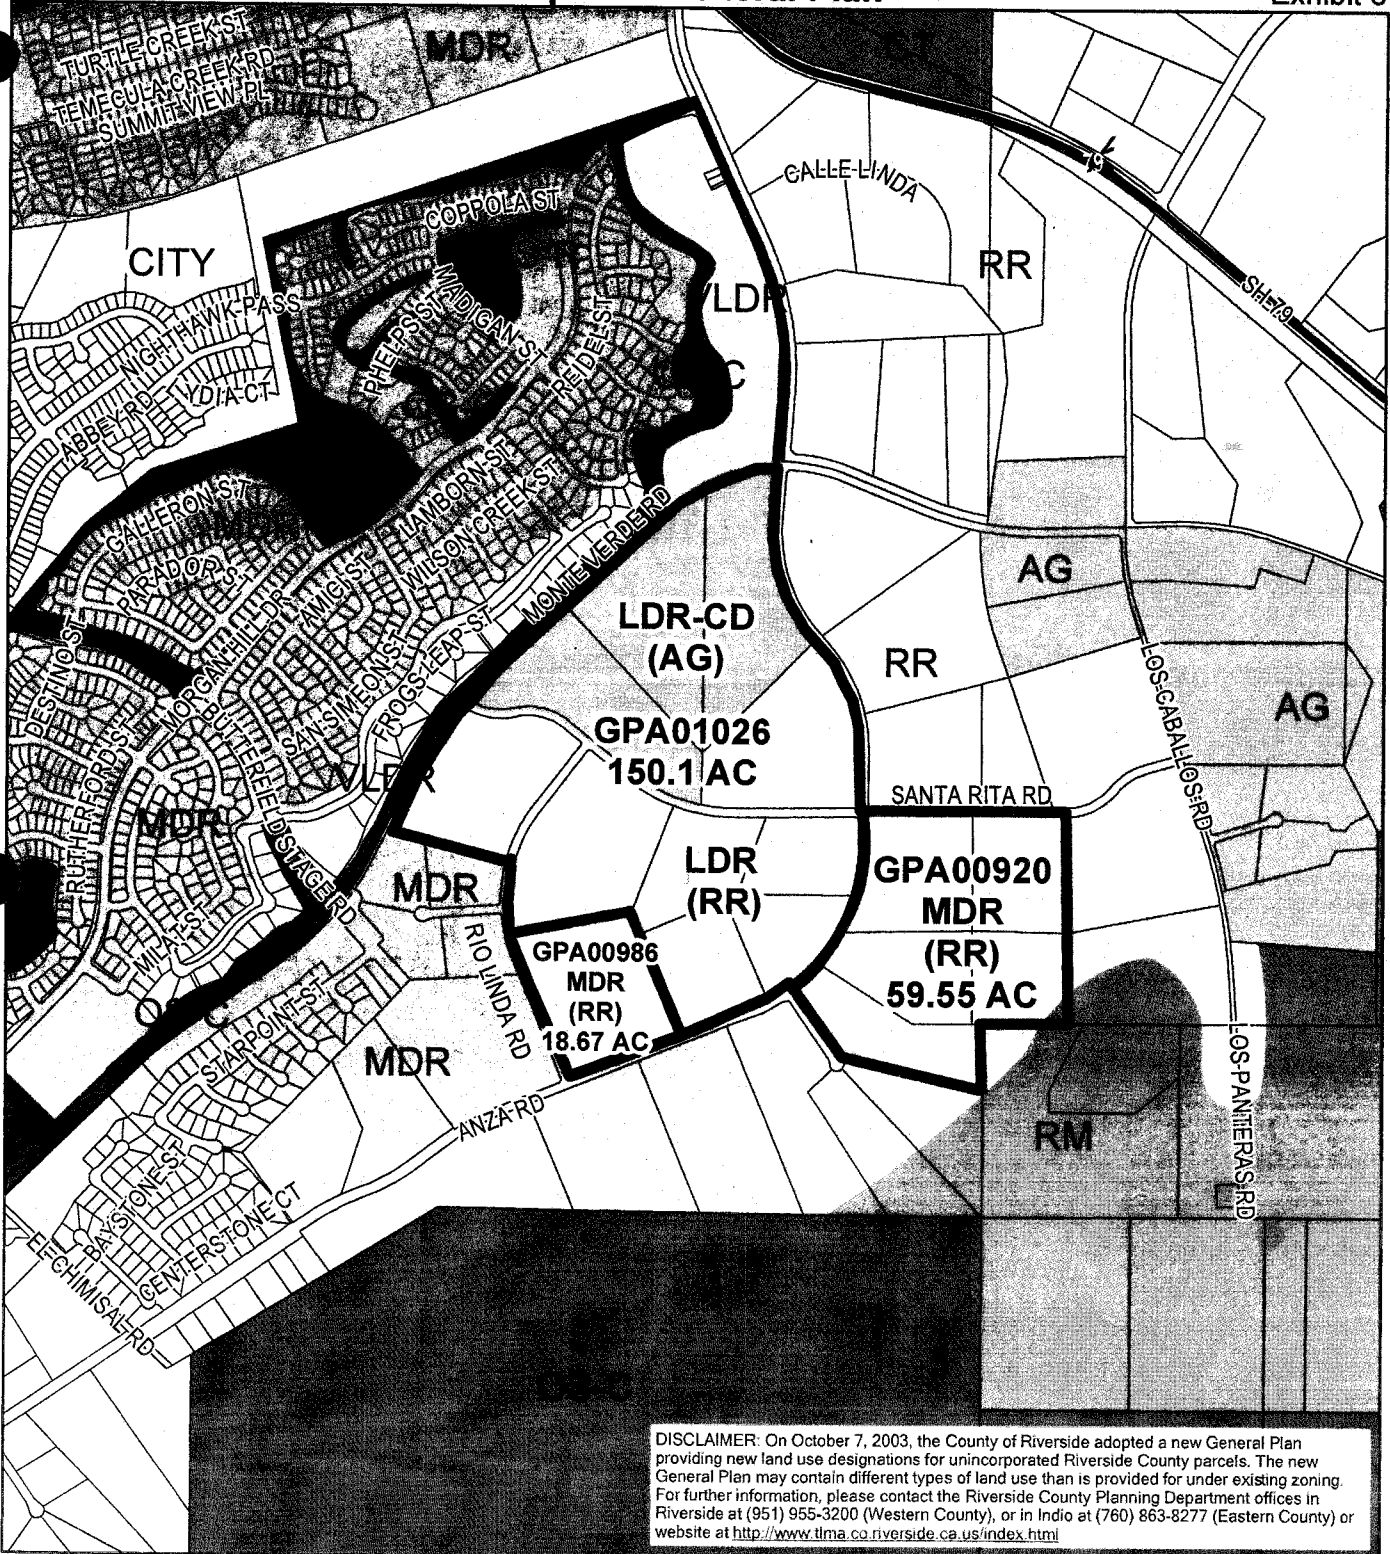 TURTLE CREEK ST
TEMECULA CREEK RD
SUMMIT VIEW PL
MDR
CT
79
CALLE LINDA
COPPOLA ST
CITY
RR
SH-79
NIGHTHAWK PASS
MADIGAN ST
VLDR
PHELPS ST
REIDEL ST
C
ABBEY RD
YDIA CT
LAMBORN ST
GALLERON ST
MDR
WILSON CREEK ST
MONTE VERDE RD
PARADOR ST
AMICI ST
AG
LDR-CD
(AG)
MORGAN HILL DR
FROGS LEAP ST
RR
LOS CABALLOS RD
DESTINO ST
SAN SIMEON ST
AG
GPA01026
150.1 AC
RUTHERFORD ST
BUTTERFIELD STAGE RD
VLDR
SANTA RITA RD
MDR
LDR
(RR)
GPA00920
MDR
(RR)
59.55 AC
MDR
MILAT ST
RIO LINDA RD
GPA00986
MDR
(RR)
18.67 AC
STARPOINT ST
MDR
LOS PANTIERAS RD
ANZA RD
RM
BAYSTONE ST
CENTERSTONE CT
EL CHIMISAL RD
OS-C
DISCLAIMER: On October 7, 2003, the County of Riverside adopted a new General Plan
providing new land use designations for unincorporated Riverside County parcels. The new
General Plan may contain different types of land use than is provided for under existing zoning.
For further information, please contact the Riverside County Planning Department offices in
Riverside at (951) 955-3200 (Western County), or in Indio at (760) 863-8277 (Eastern County) or
website at http://www.tlma.co.riverside.ca.us/index.html